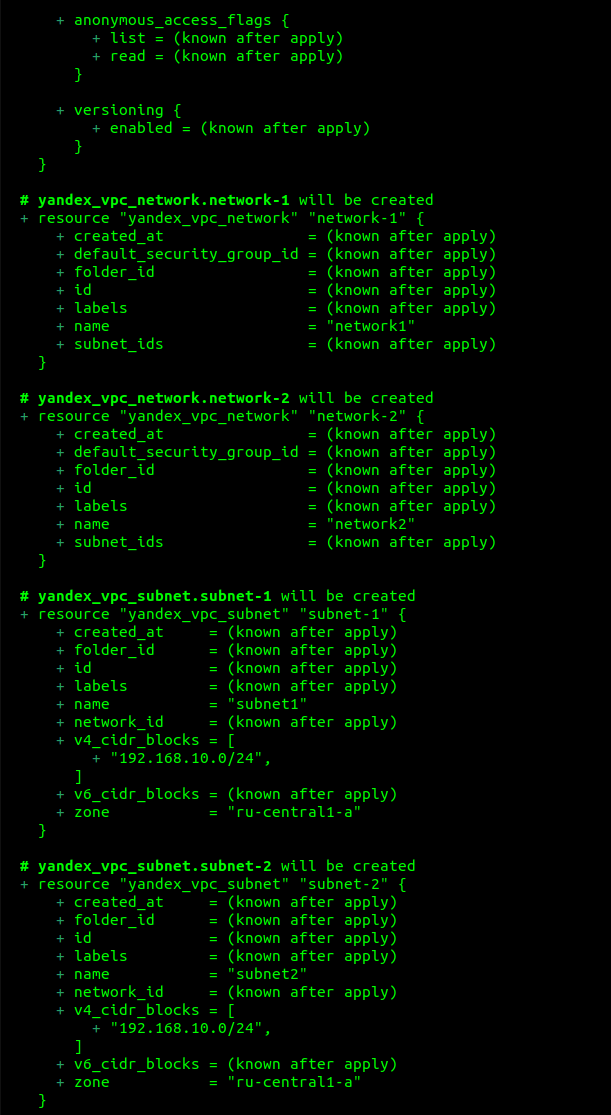 + anonymous_access_flags {
          + list = (known after apply)
          + read = (known after apply)
        }

      + versioning {
          + enabled = (known after apply)
        }
    }

  # yandex_vpc_network.network-1 will be created
  + resource "yandex_vpc_network" "network-1" {
      + created_at                = (known after apply)
      + default_security_group_id = (known after apply)
      + folder_id                 = (known after apply)
      + id                        = (known after apply)
      + labels                    = (known after apply)
      + name                      = "network1"
      + subnet_ids                = (known after apply)
    }

  # yandex_vpc_network.network-2 will be created
  + resource "yandex_vpc_network" "network-2" {
      + created_at                = (known after apply)
      + default_security_group_id = (known after apply)
      + folder_id                 = (known after apply)
      + id                        = (known after apply)
      + labels                    = (known after apply)
      + name                      = "network2"
      + subnet_ids                = (known after apply)
    }

  # yandex_vpc_subnet.subnet-1 will be created
  + resource "yandex_vpc_subnet" "subnet-1" {
      + created_at     = (known after apply)
      + folder_id      = (known after apply)
      + id             = (known after apply)
      + labels         = (known after apply)
      + name           = "subnet1"
      + network_id     = (known after apply)
      + v4_cidr_blocks = [
          + "192.168.10.0/24",
        ]
      + v6_cidr_blocks = (known after apply)
      + zone           = "ru-central1-a"
    }

  # yandex_vpc_subnet.subnet-2 will be created
  + resource "yandex_vpc_subnet" "subnet-2" {
      + created_at     = (known after apply)
      + folder_id      = (known after apply)
      + id             = (known after apply)
      + labels         = (known after apply)
      + name           = "subnet2"
      + network_id     = (known after apply)
      + v4_cidr_blocks = [
          + "192.168.10.0/24",
        ]
      + v6_cidr_blocks = (known after apply)
      + zone           = "ru-central1-a"
    }